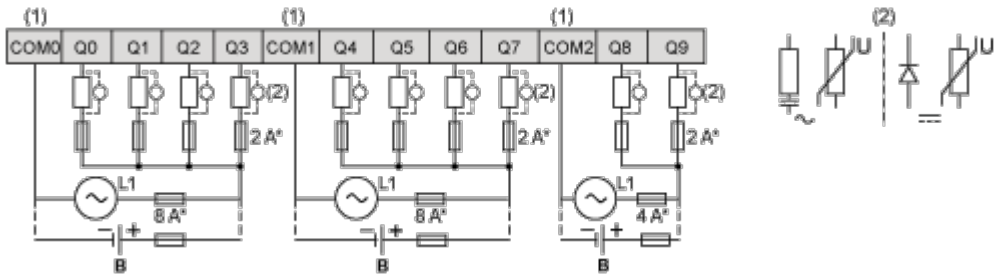 (1) (1) (1) (2)
COM0 Q0 Q1 Q2 Q3 COM1 Q4 Q5 Q6 Q7 COM2 Q8 Q9
U U
(2) (2) (2)
2 A* 2 A* 2 A*
L1 L1 L1
8 A* 8 A* 4 A*
− + − + − +
B B B